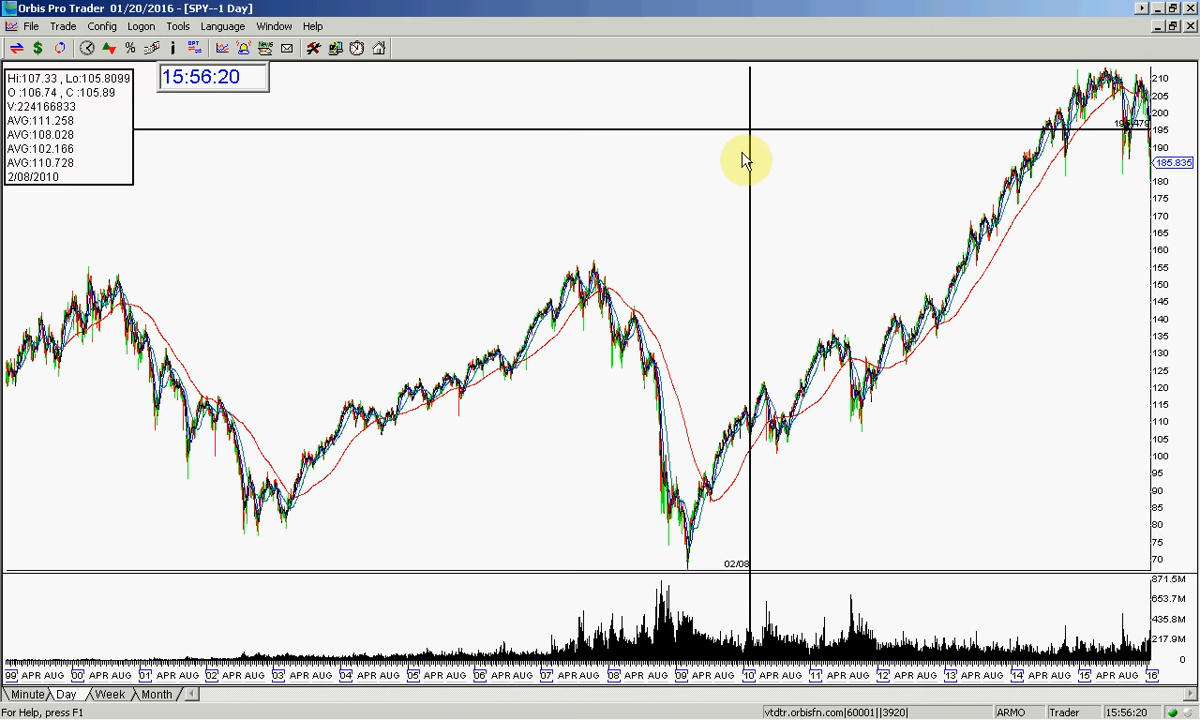 Orbis Pro Trader 01/20/2016 - [SPY--1 Day]
File Trade Config Logon Tools Language Window Help
OPT NEWS
15:56:20
Hi:107.33 , Lo:105.8099
O :106.74 , C :105.89
V:224166833
AVG:111.258
AVG:108.028
AVG:102.166
AVG:110.728
2/08/2010
210
205
200
195
190
185.835
180
175
170
165
160
155
150
145
140
135
130
125
120
115
110
105
100
95
90
85
80
75
70
02/08
871.5M
653.7M
435.8M
217.9M
0
99 APR AUG 00 APR AUG 01 APR AUG 02 APR AUG 03 APR AUG 04 APR AUG 05 APR AUG 06 APR AUG 07 APR AUG 08 APR AUG 09 APR AUG 10 APR AUG 11 APR AUG 12 APR AUG 13 APR AUG 14 APR AUG 15 APR AUG 16
Minute Day Week Month
For Help, press F1
vtdtr.orbisfn.com|60001||3920| ARMO Trader 15:56:20